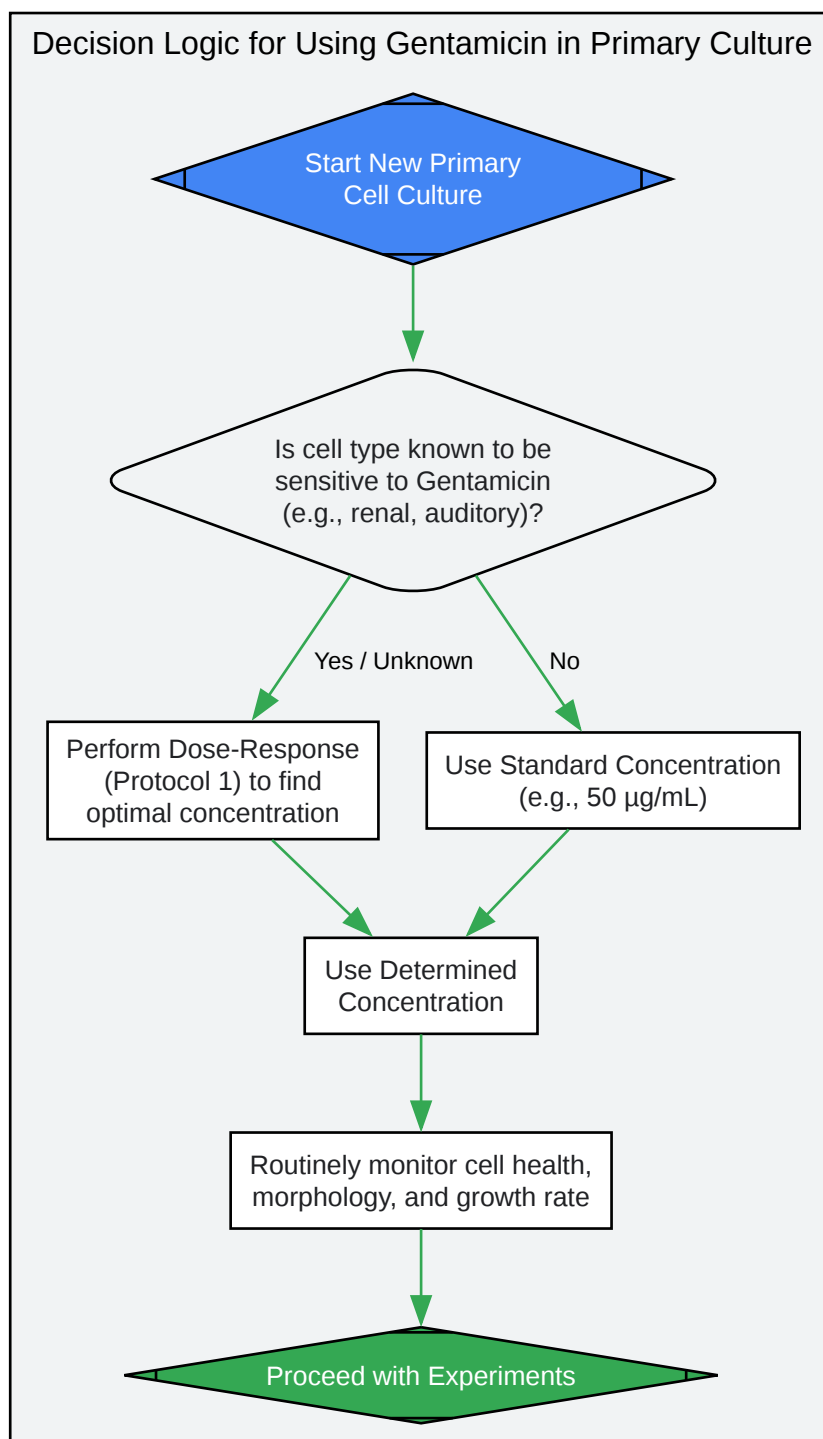 Decision Logic for Using Gentamicin in Primary Culture
Start New Primary
Cell Culture
Is cell type known to be
sensitive to Gentamicin
(e.g., renal, auditory)?
Yes / Unknown
No
Perform Dose-Response
(Protocol 1) to find
optimal concentration
Use Standard Concentration
(e.g., 50 µg/mL)
Use Determined
Concentration
Routinely monitor cell health,
morphology, and growth rate
Proceed with Experiments